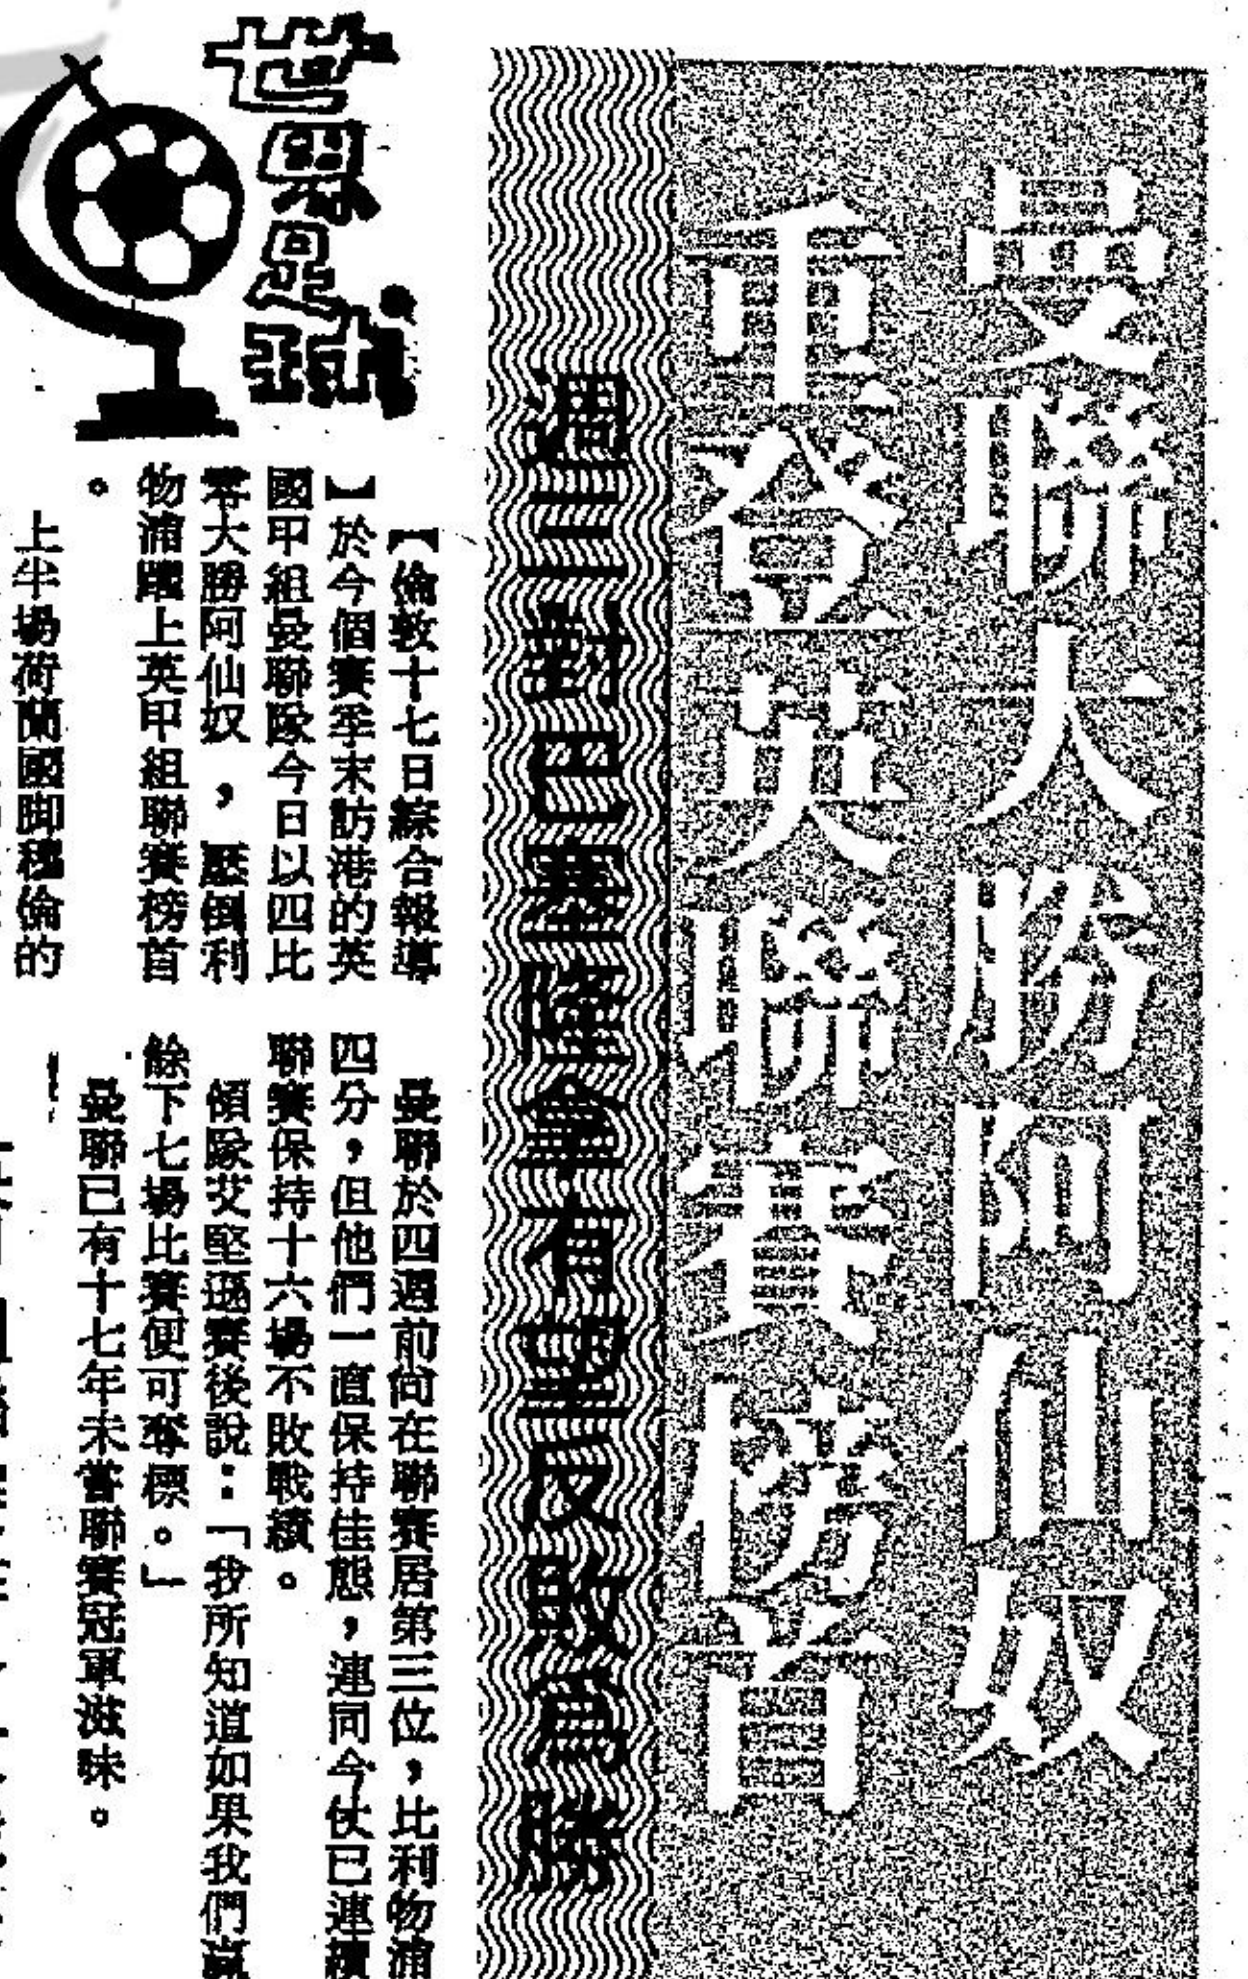 曼聯大勝阿仙奴
重登英聯賽榜首
週三對巴塞隆拿有望反敗爲勝
世界足球
【倫敦十七日綜合報導
】於今個賽季末訪港的英
國甲組曼聯隊今日以四比
零大勝阿仙奴，壓倒利
物浦躍上英甲組聯賽榜首
。
上半場荷蘭國脚穆倫的
曼聯於四週前尙在聯賽居第三位，比利物浦
四分，但他們一直保持佳態，連同今仗已連續
聯賽保持十六場不敗戰績。
領隊艾堅遜賽後說：「我所知道如果我們贏
餘下七場比賽便可奪標。」
曼聯已有十七年未嘗聯賽冠軍滋味。